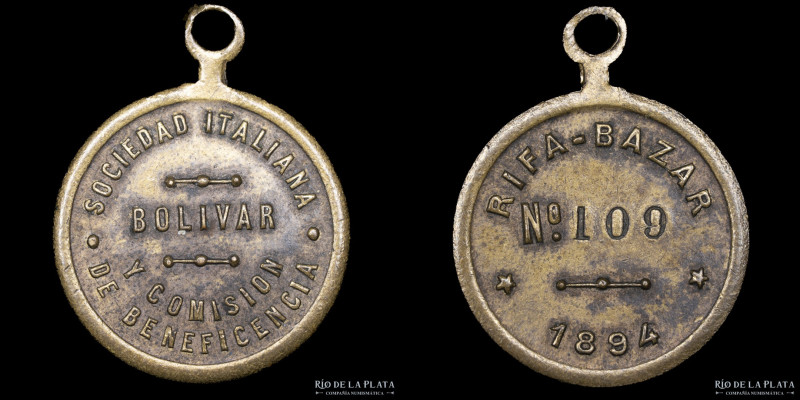 SOCIEDAD ITALIANA
BOLIVAR
Y COMISION
DE BENEFICENCIA
RIFA-BAZAR
Nº 109
1894
RÍO DE LA PLATA
COMPAÑÍA NUMISMÁTICA
RÍO DE LA PLATA
COMPAÑÍA NUMISMÁTICA